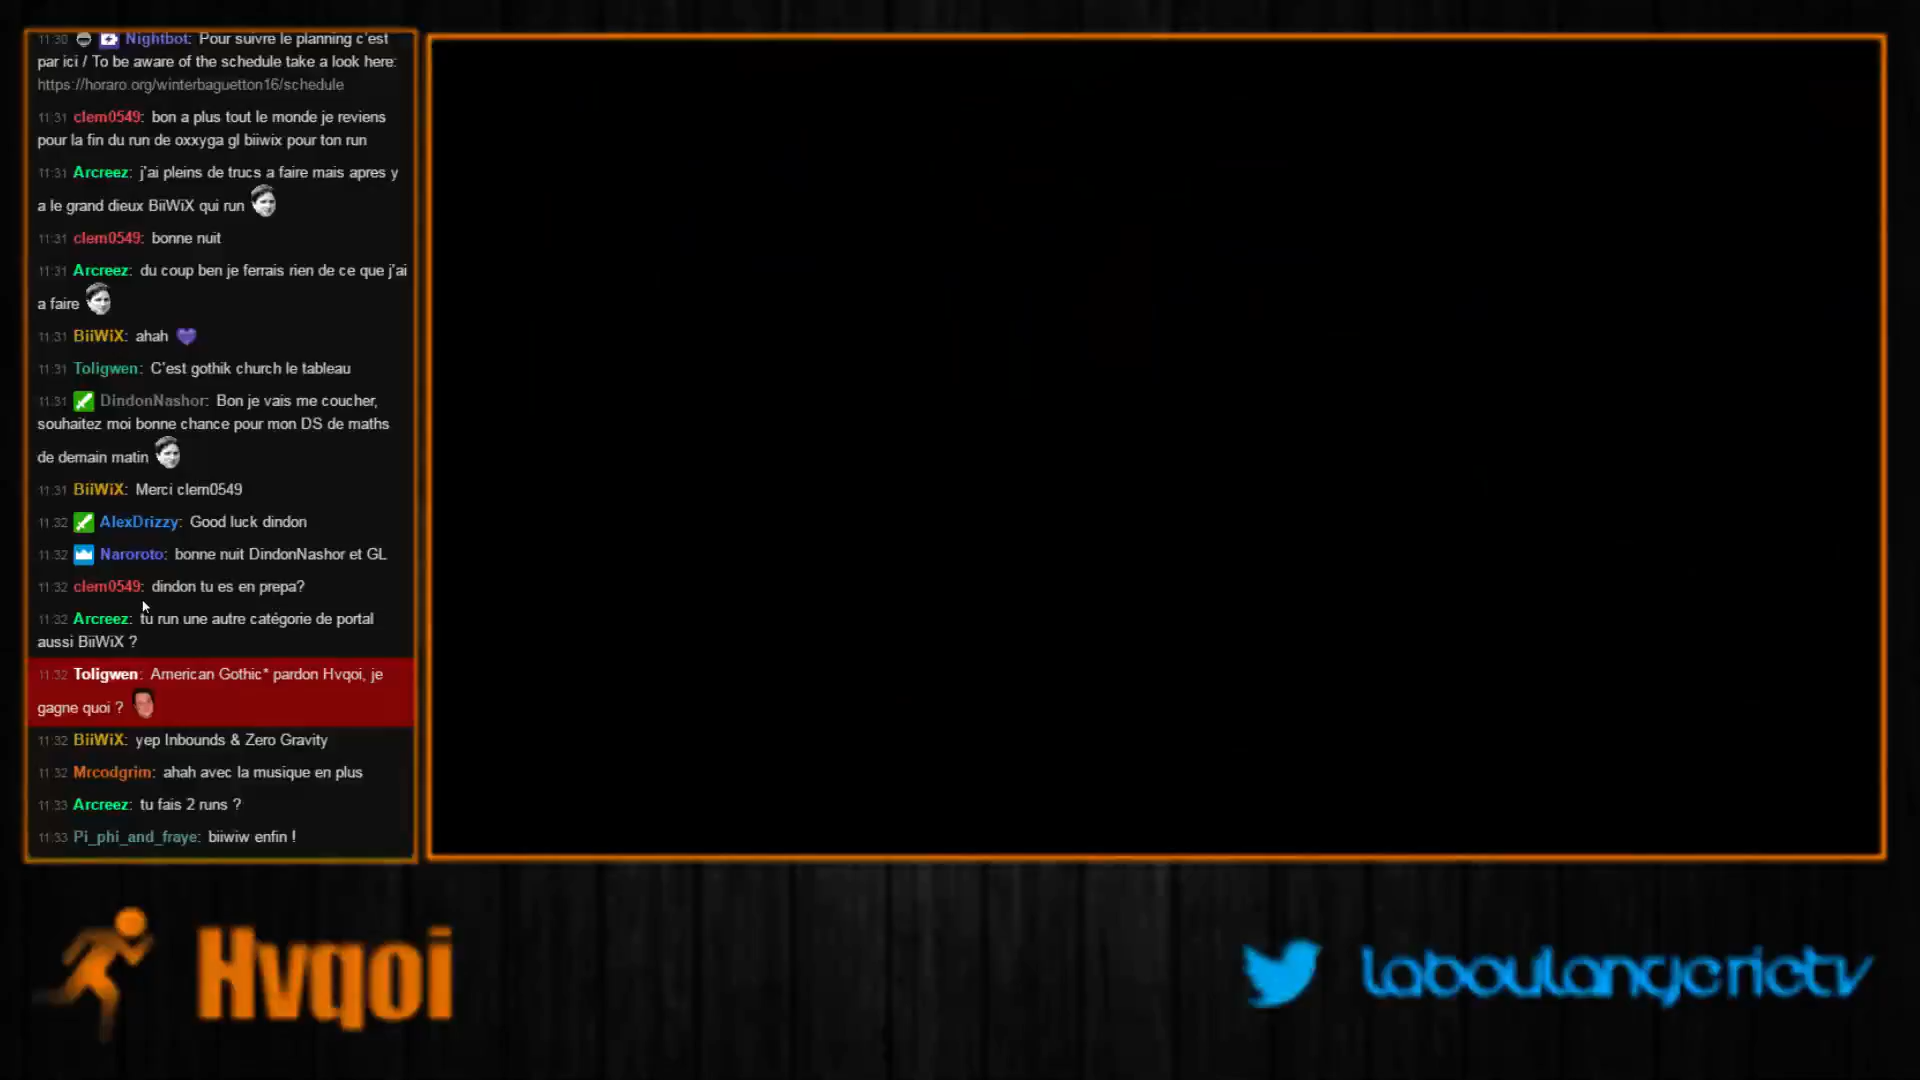 11:30 Nightbot: Pour suivre le planning c'est
par ici / To be aware of the schedule take a look here:
https://horaro.org/winterbaguetton16/schedule
11:31 clem0549: bon a plus tout le monde je reviens
pour la fin du run de oxxyga gl biiwix pour ton run
11:31 Arcreez: j'ai pleins de trucs a faire mais apres y
a le grand dieux BiiWiX qui run
11:31 clem0549: bonne nuit
11:31 Arcreez: du coup ben je ferrais rien de ce que j'ai
a faire
11:31 BiiWiX: ahah
11:31 Toligwen: C'est gothik church le tableau
11:31 DindonNashor: Bon je vais me coucher,
souhaitez moi bonne chance pour mon DS de maths
de demain matin
11:31 BiiWiX: Merci clem0549
11:32 AlexDrizzy: Good luck dindon
11:32 Naroroto: bonne nuit DindonNashor et GL
11:32 clem0549: dindon tu es en prepa?
11:32 Arcreez: tu run une autre catégorie de portal
aussi BiiWiX ?
11:32 Toligwen: American Gothic* pardon Hvqoi, je
gagne quoi ?
11:32 BiiWiX: yep Inbounds & Zero Gravity
11:32 Mrcodgrim: ahah avec la musique en plus
11:33 Arcreez: tu fais 2 runs ?
11:33 Pi_phi_and_fraye: biiwiw enfin !
Hvqoi
laboulangerietv